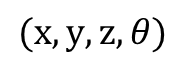 (x, y, z, θ)